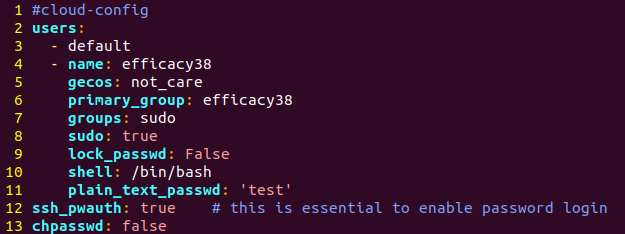 1 #cloud-config
2 users:
3   - default
4   - name: efficacy38
5     gecos: not_care
6     primary_group: efficacy38
7     groups: sudo
8     sudo: true
9     lock_passwd: False
10     shell: /bin/bash
11     plain_text_passwd: 'test'
12 ssh_pwauth: true    # this is essential to enable password login
13 chpasswd: false